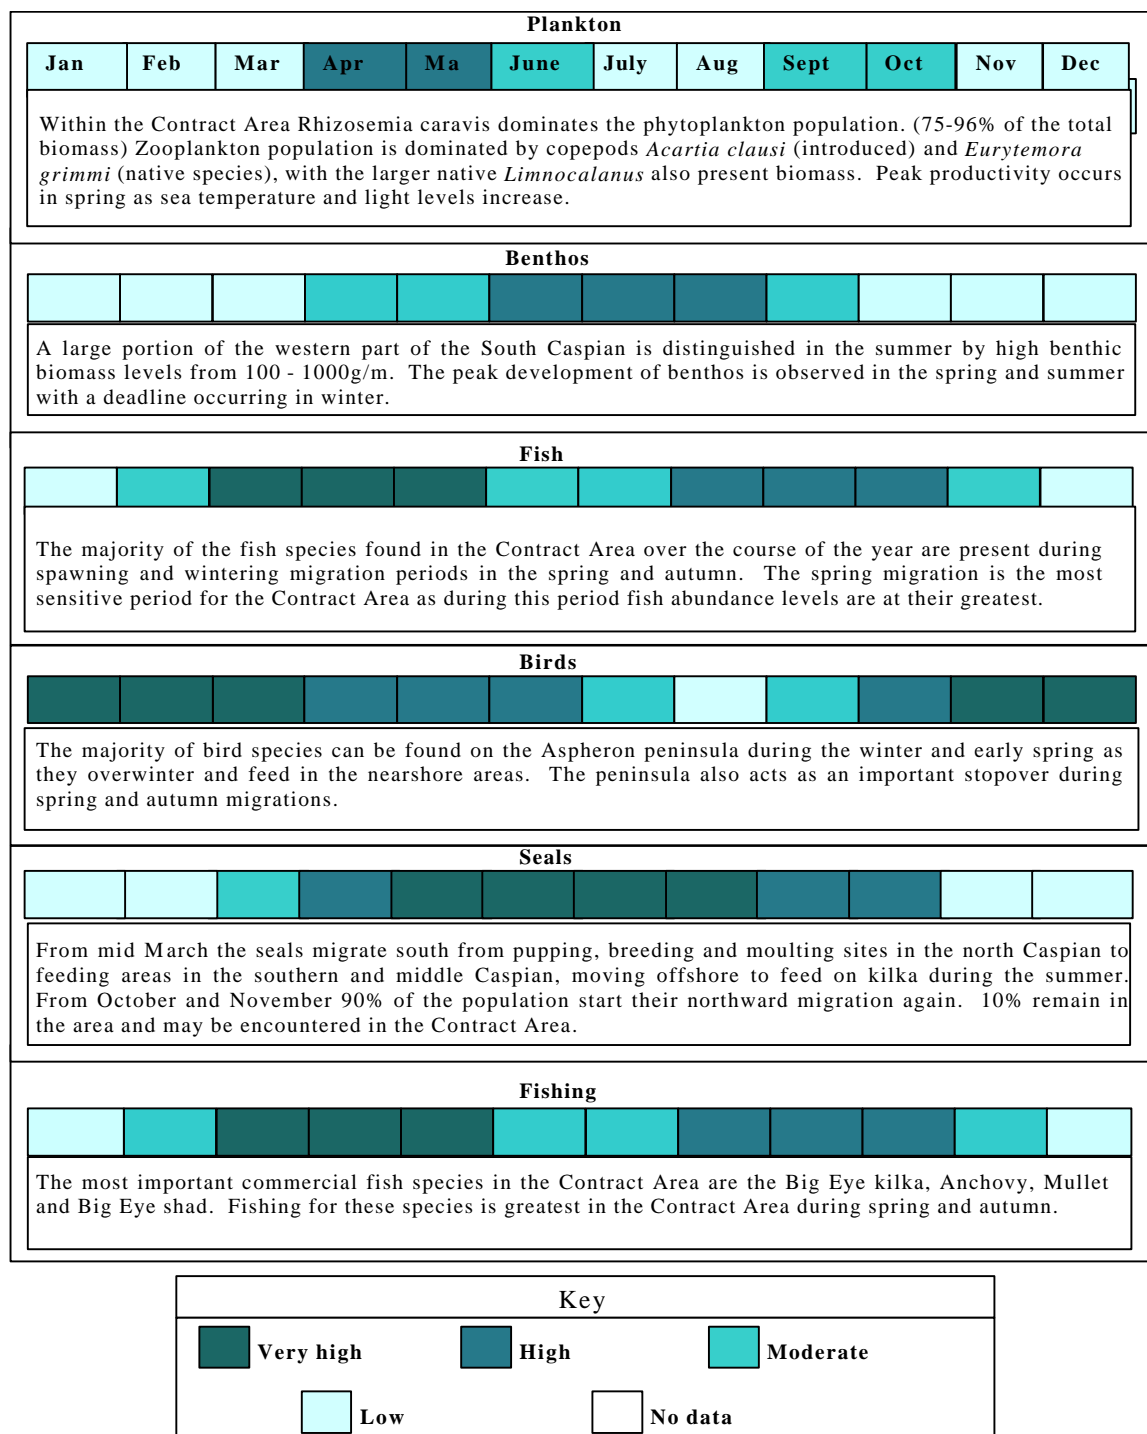 Plankton
Jan Feb Mar Apr Ma June July Aug Sept Oct Nov Dec
Within the Contract Area Rhizosemia caravis dominates the phytoplankton population. (75-96% of the total
biomass) Zooplankton population is dominated by copepods Acartia clausi (introduced) and Eurytemora
grimmi (native species), with the larger native Limnocalanus also present biomass. Peak productivity occurs
in spring as sea temperature and light levels increase.
Benthos
A large portion of the western part of the South Caspian is distinguished in the summer by high benthic
biomass levels from 100 - 1000g/m. The peak development of benthos is observed in the spring and summer
with a deadline occurring in winter.
Fish
The majority of the fish species found in the Contract Area over the course of the year are present during
spawning and wintering migration periods in the spring and autumn. The spring migration is the most
sensitive period for the Contract Area as during this period fish abundance levels are at their greatest.
Birds
The majority of bird species can be found on the Aspheron peninsula during the winter and early spring as
they overwinter and feed in the nearshore areas. The peninsula also acts as an important stopover during
spring and autumn migrations.
Seals
From mid March the seals migrate south from pupping, breeding and moulting sites in the north Caspian to
feeding areas in the southern and middle Caspian, moving offshore to feed on kilka during the summer.
From October and November 90% of the population start their northward migration again. 10% remain in
the area and may be encountered in the Contract Area.
Fishing
The most important commercial fish species in the Contract Area are the Big Eye kilka, Anchovy, Mullet
and Big Eye shad. Fishing for these species is greatest in the Contract Area during spring and autumn.
Key
Very high High Moderate
Low No data